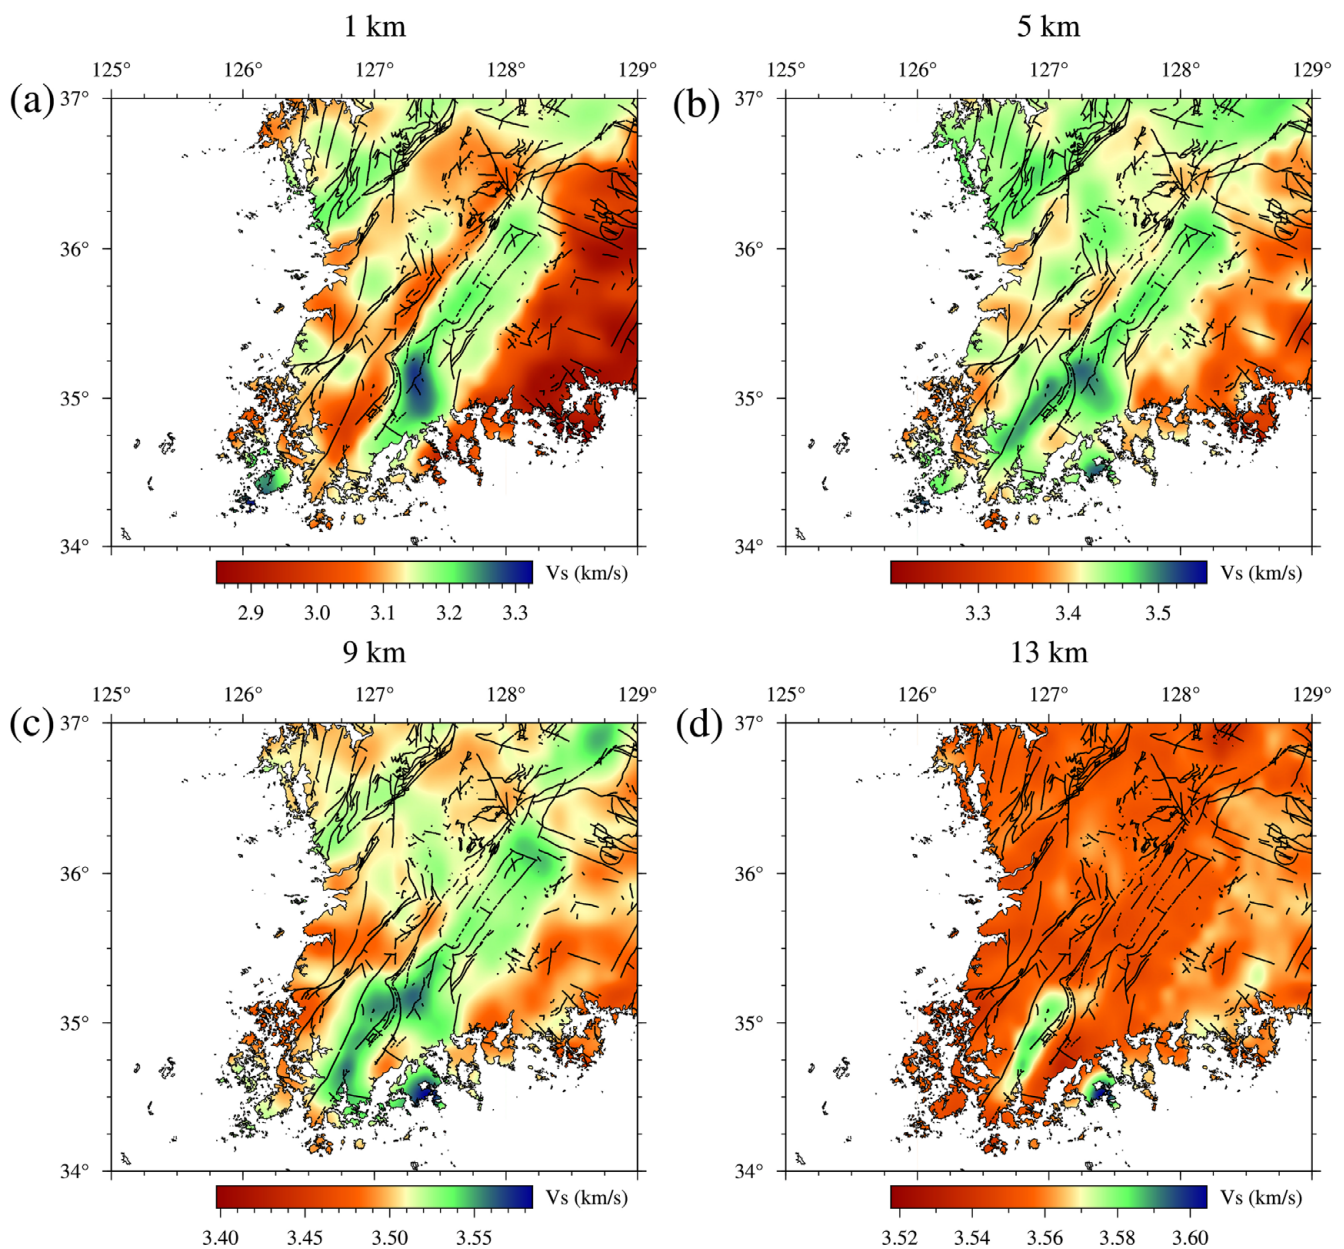 1 km
5 km
125° 126° 127° 128° 129°
125° 126° 127° 128° 129°
(a)
(b)
37°
36°
35°
34°
37°
36°
35°
34°
Vs (km/s)
2.9 3.0 3.1 3.2 3.3
Vs (km/s)
3.3 3.4 3.5
9 km
13 km
125° 126° 127° 128° 129°
125° 126° 127° 128° 129°
(c)
(d)
37°
36°
35°
34°
37°
36°
35°
34°
Vs (km/s)
3.40 3.45 3.50 3.55
Vs (km/s)
3.52 3.54 3.56 3.58 3.60